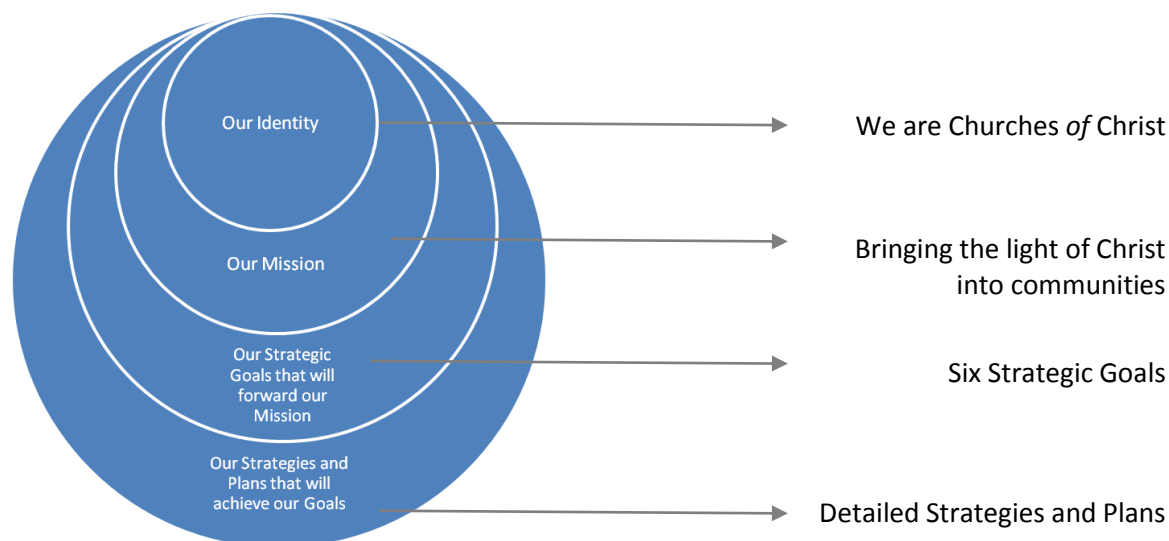 Our Identity
We are Churches of Christ
Our Mission
Bringing the light of Christ
into communities
Our Strategic
Goals that will
forward our
Mission
Six Strategic Goals
Our Strategies and
Plans that will
achieve our Goals
Detailed Strategies and Plans